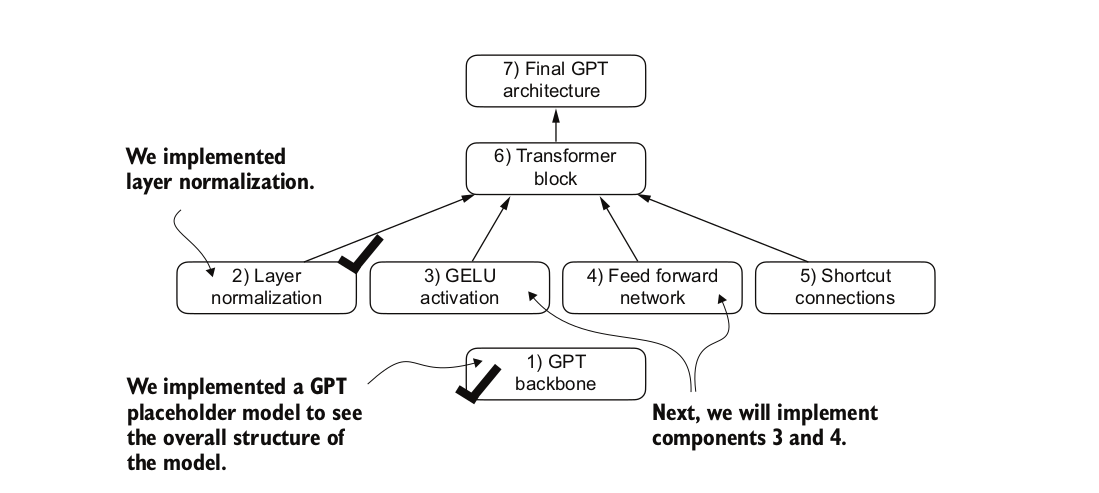 7) Final GPT
architecture
We implemented
layer normalization.
6) Transformer
block
2) Layer
normalization
3) GELU
activation
4) Feed forward
network
5) Shortcut
connections
1) GPT
backbone
We implemented a GPT
placeholder model to see
the overall structure of
the model.
Next, we will implement
components 3 and 4.